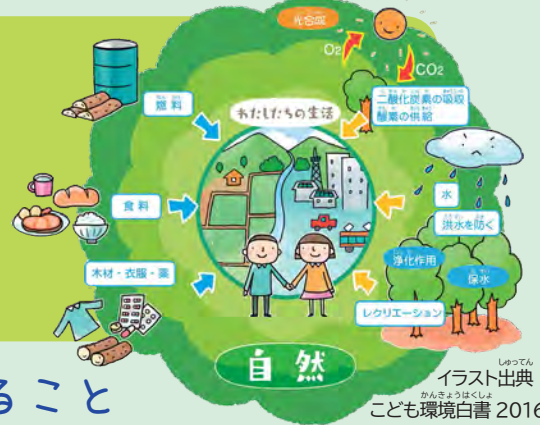 光合成
O2
CO2
二酸化炭素の吸収
酸素の供給
燃料
わたしたちの生活
水
洪水を防ぐ
食料
浄化作用
保水
木材・衣服・薬
レクリエーション
自然
ること
しゅってん
イラスト出典
かんきょうはくしょ
こども環境白書 2016